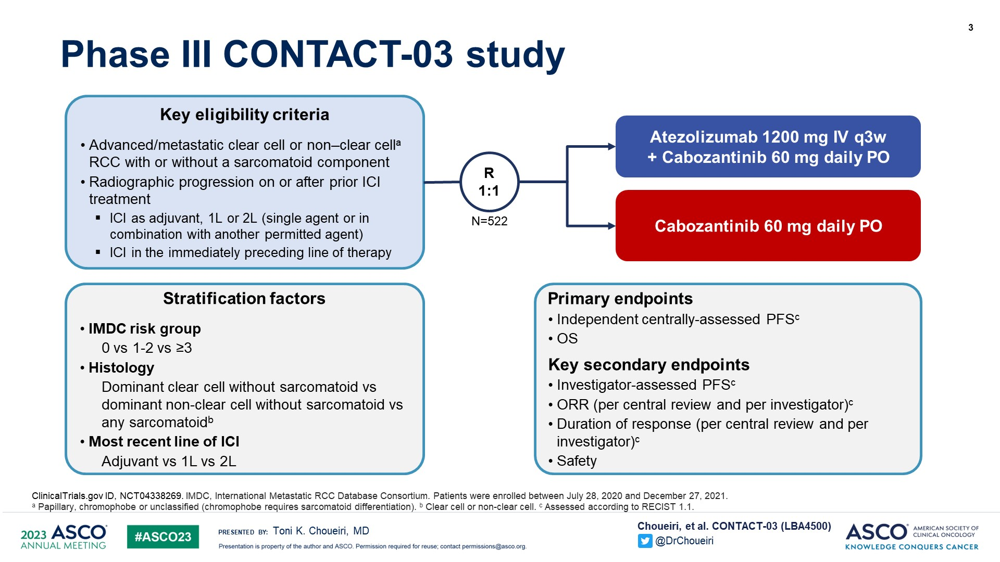 3
Phase III CONTACT-03 study
Key eligibility criteria
• Advanced/metastatic clear cell or non–clear cellᵃ
RCC with or without a sarcomatoid component
• Radiographic progression on or after prior ICI
treatment
▪ ICI as adjuvant, 1L or 2L (single agent or in
combination with another permitted agent)
▪ ICI in the immediately preceding line of therapy
R
1:1
N=522
Atezolizumab 1200 mg IV q3w
+ Cabozantinib 60 mg daily PO
Cabozantinib 60 mg daily PO
Stratification factors
• IMDC risk group
0 vs 1-2 vs ≥3
• Histology
Dominant clear cell without sarcomatoid vs
dominant non-clear cell without sarcomatoid vs
any sarcomatoidᵇ
• Most recent line of ICI
Adjuvant vs 1L vs 2L
Primary endpoints
• Independent centrally-assessed PFSᶜ
• OS
Key secondary endpoints
• Investigator-assessed PFSᶜ
• ORR (per central review and per investigator)ᶜ
• Duration of response (per central review and per
investigator)ᶜ
• Safety
ClinicalTrials.gov ID, NCT04338269. IMDC, International Metastatic RCC Database Consortium. Patients were enrolled between July 28, 2020 and December 27, 2021.
ᵃ Papillary, chromophobe or unclassified (chromophobe requires sarcomatoid differentiation). ᵇ Clear cell or non-clear cell. ᶜ Assessed according to RECIST 1.1.
2023 ASCO
ANNUAL MEETING
#ASCO23
PRESENTED BY: Toni K. Choueiri, MD
Presentation is property of the author and ASCO. Permission required for reuse; contact permissions@asco.org.
Choueiri, et al. CONTACT-03 (LBA4500)
@DrChoueiri
ASCO AMERICAN SOCIETY OF
CLINICAL ONCOLOGY
KNOWLEDGE CONQUERS CANCER